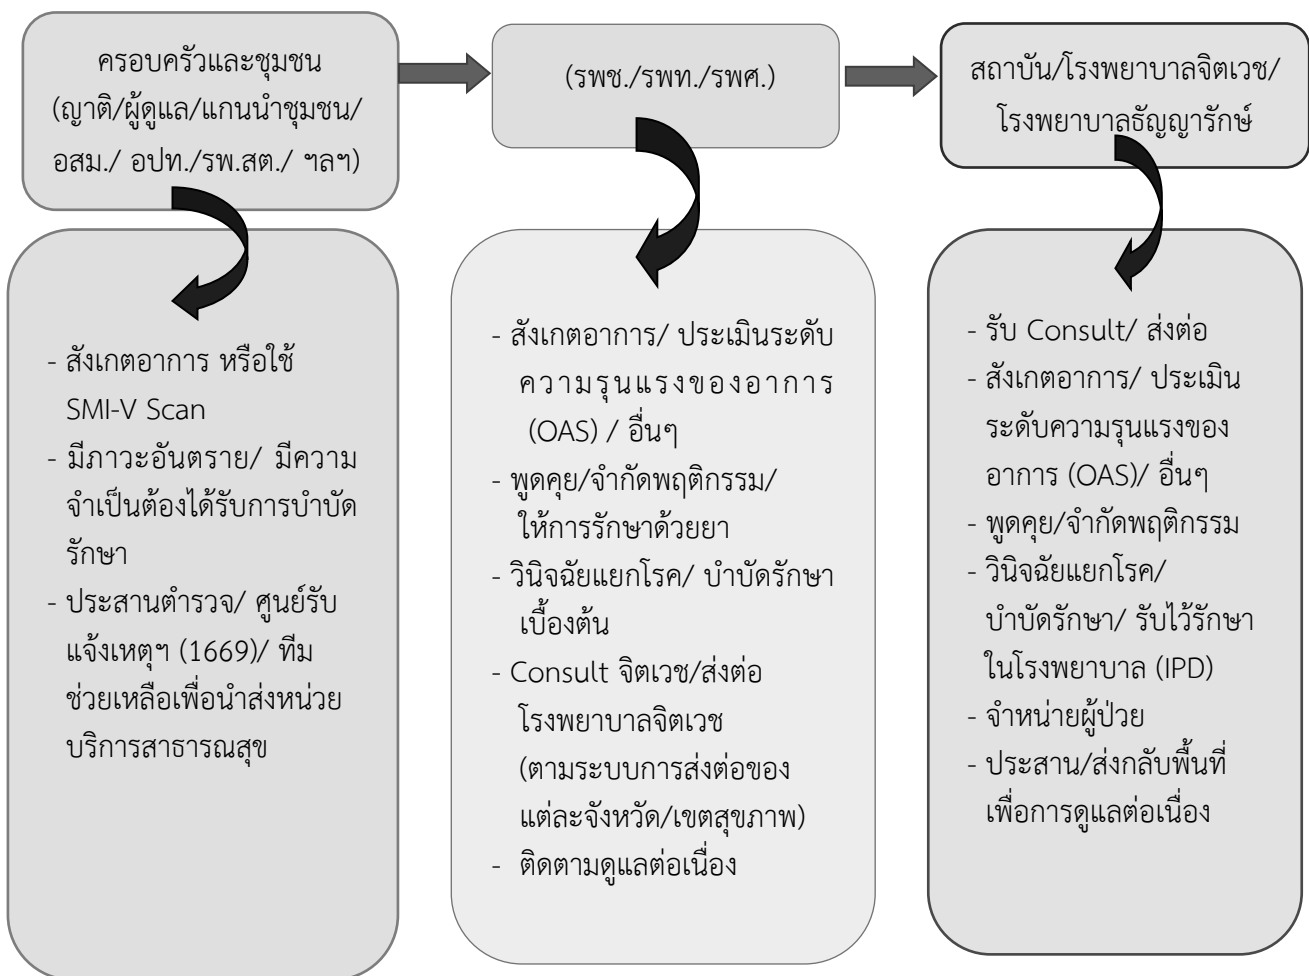 ครอบครัวและชุมชน
(ญาติ/ผู้ดูแล/แกนนำชุมชน/
อสม./ อปท./รพ.สต./ ฯลฯ)
(รพช./รพท./รพศ.)
สถาบัน/โรงพยาบาลจิตเวช/
โรงพยาบาลธัญญารักษ์
- สังเกตอาการ หรือใช้
SMI-V Scan
- มีภาวะอันตราย/ มีความ
จำเป็นต้องได้รับการบำบัด
รักษา
- ประสานตำรวจ/ ศูนย์รับ
แจ้งเหตุฯ (1669)/ ทีม
ช่วยเหลือเพื่อนำส่งหน่วย
บริการสาธารณสุข
- สังเกตอาการ/ ประเมินระดับ
ความรุนแรงของอาการ
(OAS) / อื่นๆ
- พูดคุย/จำกัดพฤติกรรม/
ให้การรักษาด้วยยา
- วินิจฉัยแยกโรค/ บำบัดรักษา
เบื้องต้น
- Consult จิตเวช/ส่งต่อ
โรงพยาบาลจิตเวช
(ตามระบบการส่งต่อของ
แต่ละจังหวัด/เขตสุขภาพ)
- ติดตามดูแลต่อเนื่อง
- รับ Consult/ ส่งต่อ
- สังเกตอาการ/ ประเมิน
ระดับความรุนแรงของ
อาการ (OAS)/ อื่นๆ
- พูดคุย/จำกัดพฤติกรรม
- วินิจฉัยแยกโรค/
บำบัดรักษา/ รับไว้รักษา
ในโรงพยาบาล (IPD)
- จำหน่ายผู้ป่วย
- ประสาน/ส่งกลับพื้นที่
เพื่อการดูแลต่อเนื่อง